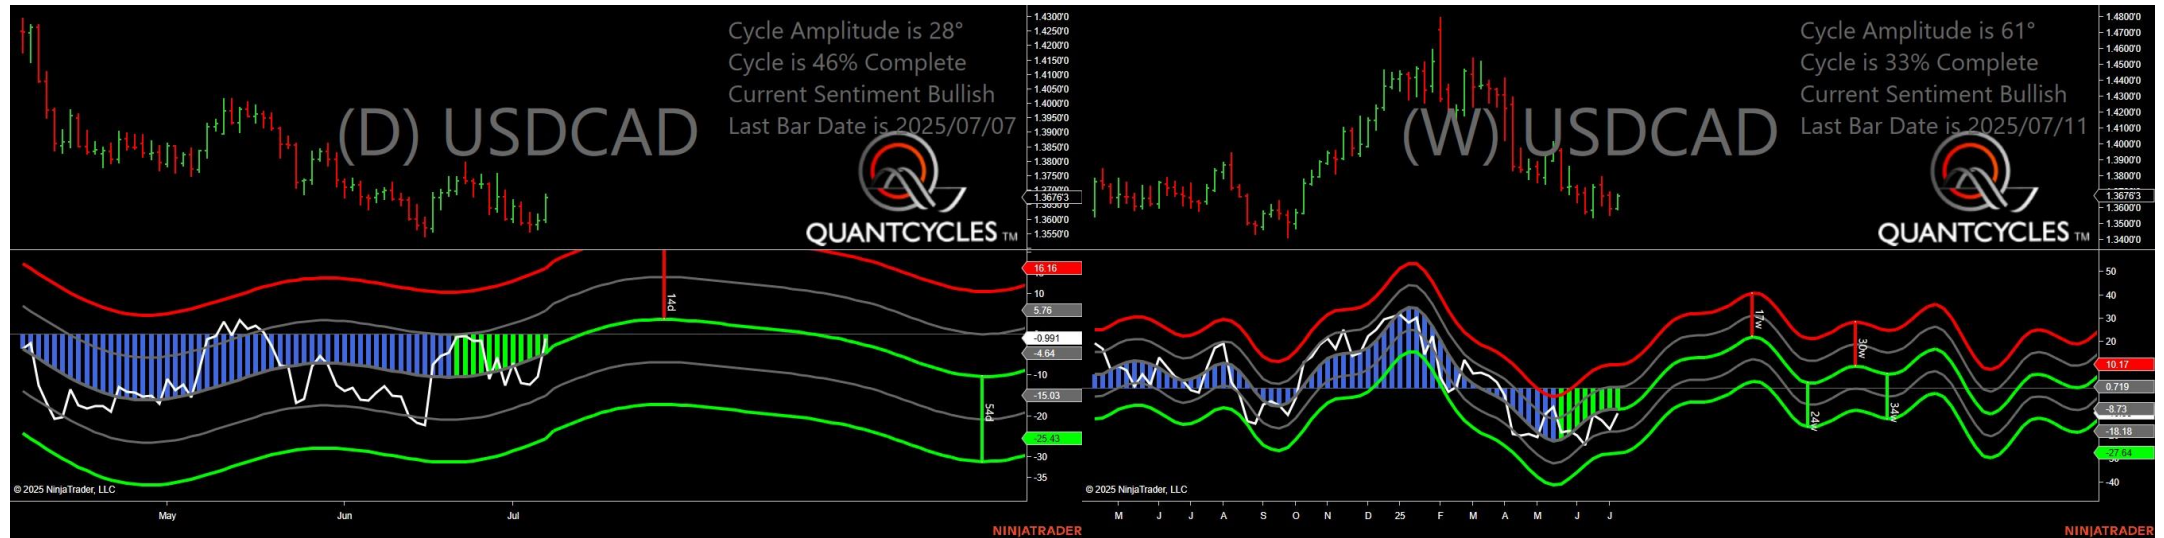 Cycle Amplitude is 28°
Cycle is 46% Complete
Current Sentiment Bullish
Last Bar Date is 2025/07/07
(D) USDCAD
QUANTCYCLES TM
1.4300'0
1.4250'0
1.4200'0
1.4150'0
1.4100'0
1.4050'0
1.4000'0
1.3950'0
1.3900'0
1.3850'0
1.3800'0
1.3750'0
1.3700'0
1.3676'3
1.3650'0
1.3600'0
1.3550'0
16.16
10
5.76
-0.991
-4.64
-10
-15.03
-20
-25.43
-30
-35
14d
54d
© 2025 NinjaTrader, LLC
May
Jun
Jul
NINJATRADER
Cycle Amplitude is 61°
Cycle is 33% Complete
Current Sentiment Bullish
Last Bar Date is 2025/07/11
(W) USDCAD
QUANTCYCLES TM
1.4800'0
1.4700'0
1.4600'0
1.4500'0
1.4400'0
1.4300'0
1.4200'0
1.4100'0
1.4000'0
1.3900'0
1.3800'0
1.3676'3
1.3600'0
1.3500'0
1.3400'0
50
40
30
20
10.17
0.719
-8.73
-18.18
-27.64
-40
17w
30w
24w
34w
© 2025 NinjaTrader, LLC
M
J
J
A
S
O
N
D
25
F
M
A
M
J
J
NINJATRADER